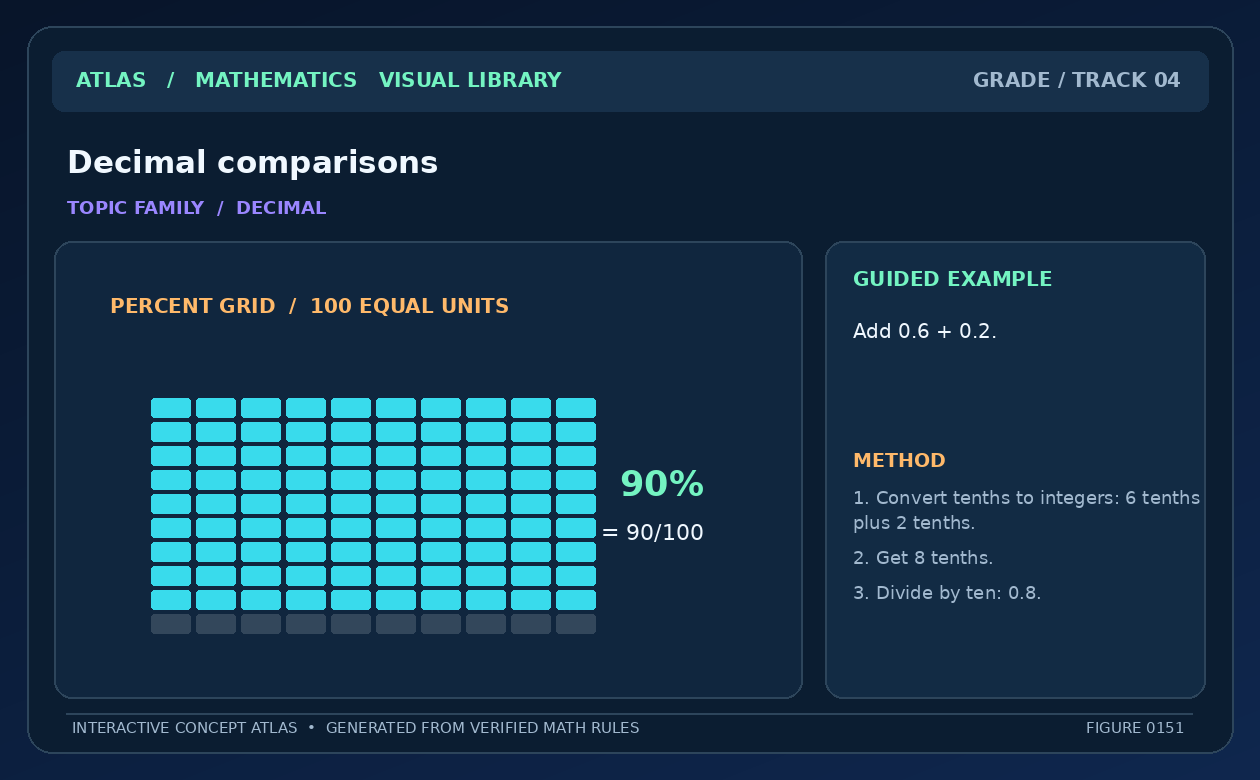 ATLAS / MATHEMATICS VISUAL LIBRARY
GRADE / TRACK 04
Decimal comparisons
TOPIC FAMILY / DECIMAL
PERCENT GRID / 100 EQUAL UNITS
90%
= 90/100
GUIDED EXAMPLE
Add 0.6 + 0.2.
METHOD
1. Convert tenths to integers: 6 tenths
plus 2 tenths.
2. Get 8 tenths.
3. Divide by ten: 0.8.
INTERACTIVE CONCEPT ATLAS • GENERATED FROM VERIFIED MATH RULES
FIGURE 0151